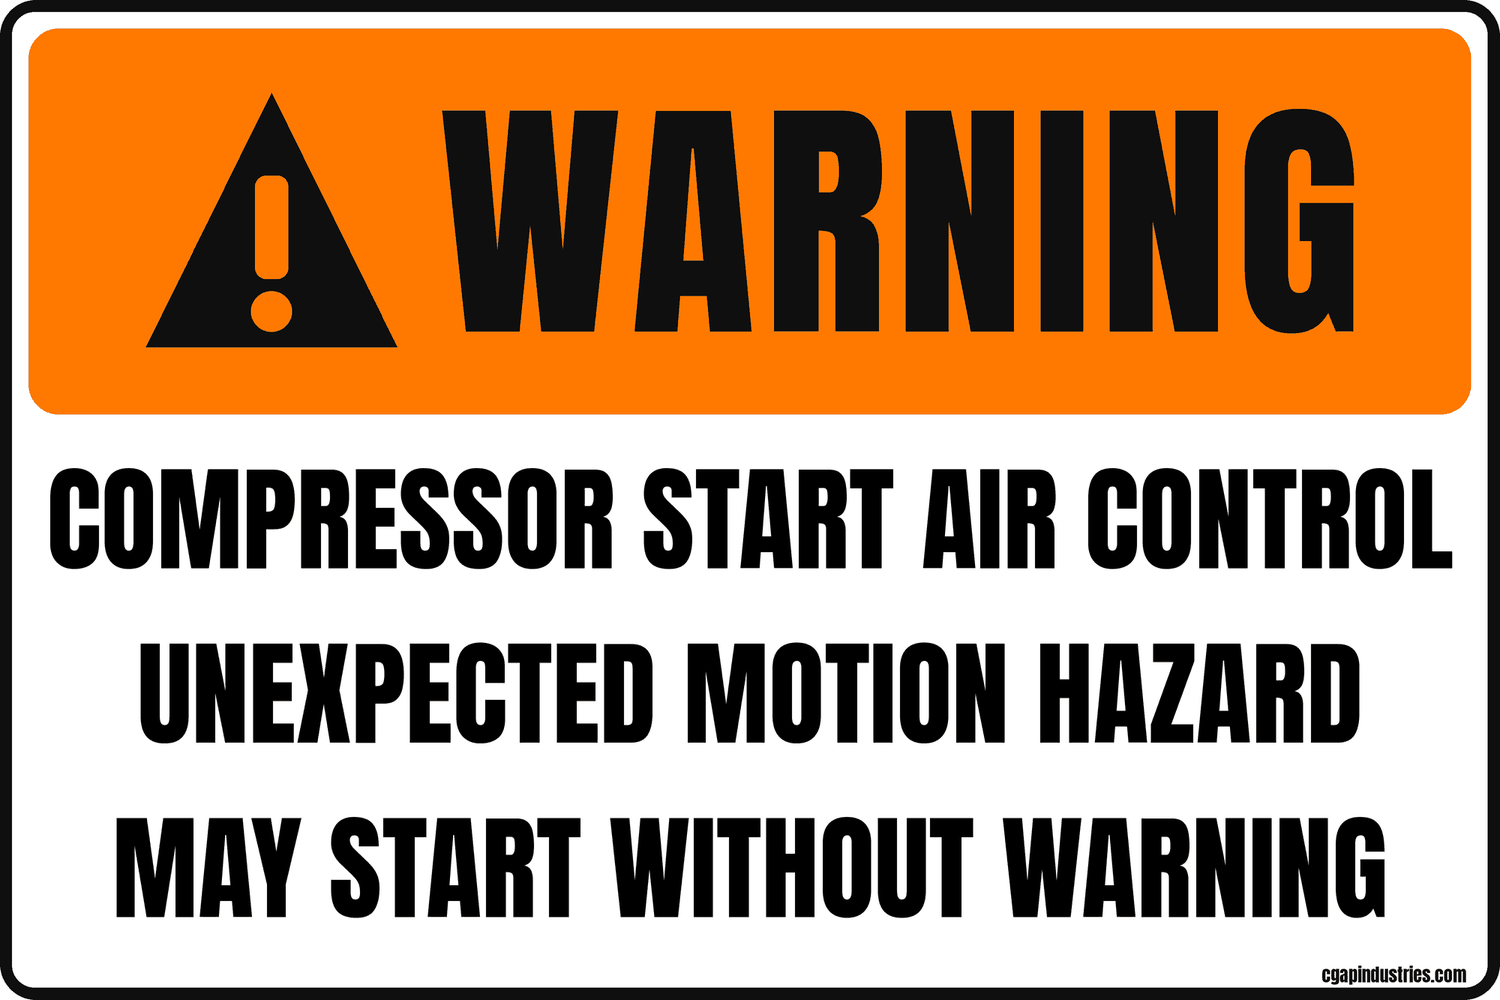 WARNING
COMPRESSOR START AIR CONTROL
UNEXPECTED MOTION HAZARD
MAY START WITHOUT WARNING
cgapindustries.com